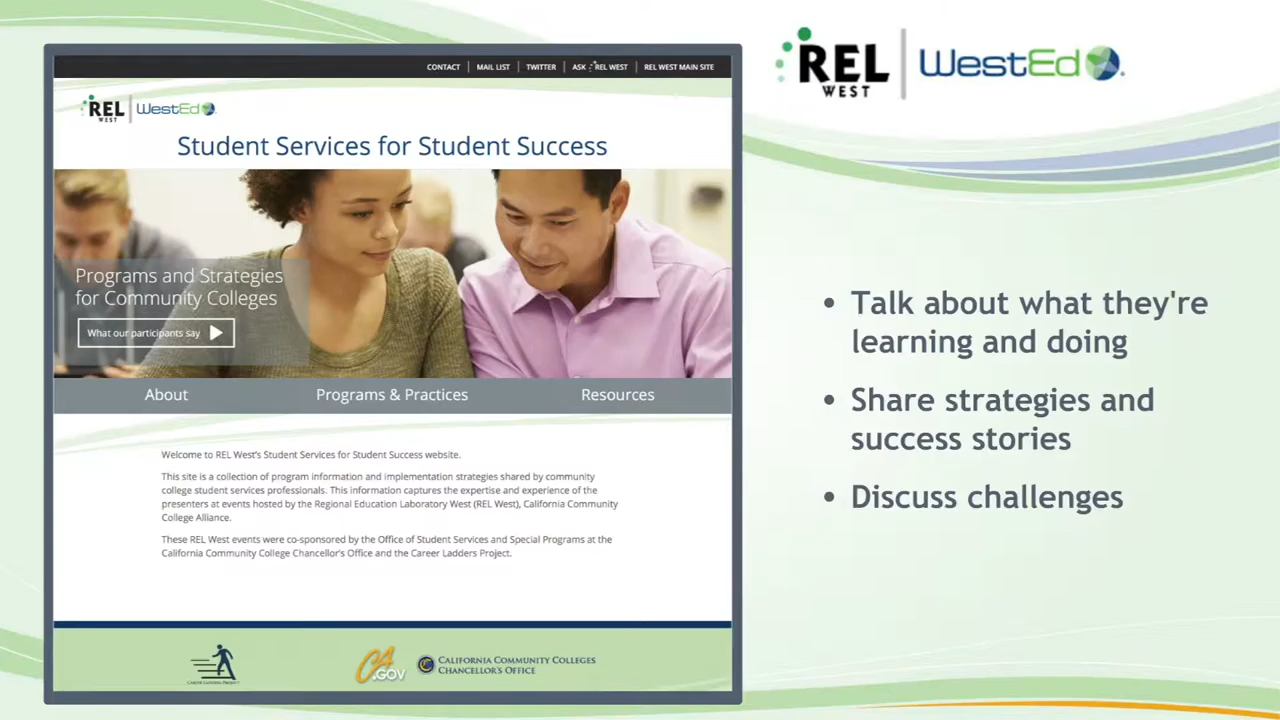 CONTACT | MAIL LIST | TWITTER | ASK REL WEST | REL WEST MAIN SITE
REL WEST | WestEd
Student Services for Student Success
Programs and Strategies
for Community Colleges
What our participants say
About Programs & Practices Resources
Welcome to REL West's Student Services for Student Success website.
This site is a collection of program information and implementation strategies shared by community
college student services professionals. This information captures the expertise and experience of the
presenters at events hosted by the Regional Education Laboratory West (REL West), California Community
College Alliance.
These REL West events were co-sponsored by the Office of Student Services and Special Programs at the
California Community College Chancellor's Office and the Career Ladders Project.
CAREER LADDERS PROJECT
CA.GOV
CALIFORNIA COMMUNITY COLLEGES
CHANCELLOR'S OFFICE
REL WEST | WestEd
• Talk about what they're
learning and doing
• Share strategies and
success stories
• Discuss challenges